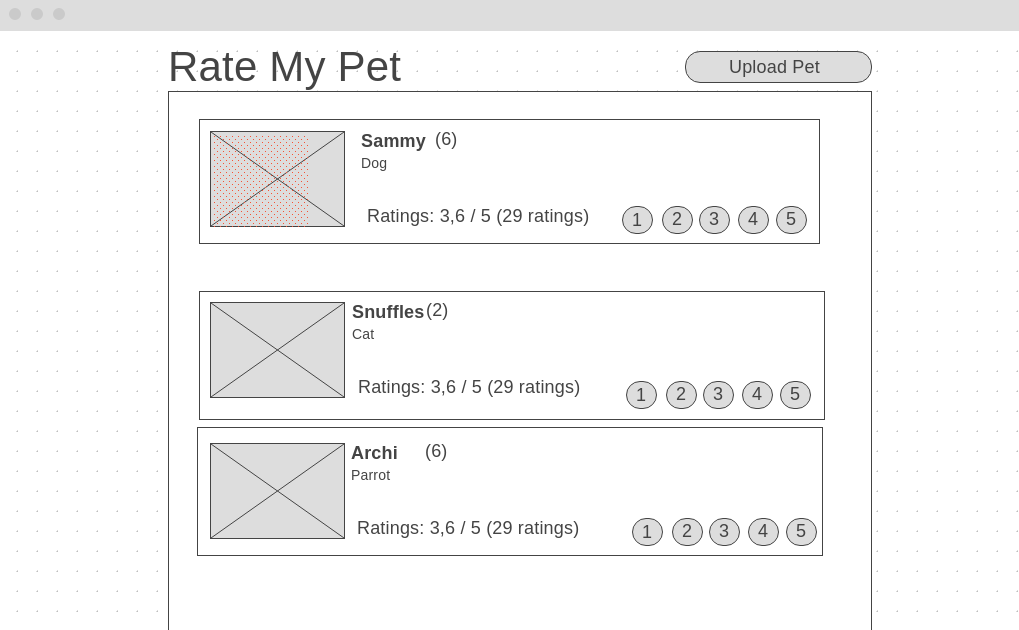 Rate My Pet
Upload Pet
Sammy (6)
Dog
Ratings: 3,6 / 5 (29 ratings) 1 2 3 4 5
Snuffles (2)
Cat
Ratings: 3,6 / 5 (29 ratings) 1 2 3 4 5
Archi (6)
Parrot
Ratings: 3,6 / 5 (29 ratings) 1 2 3 4 5